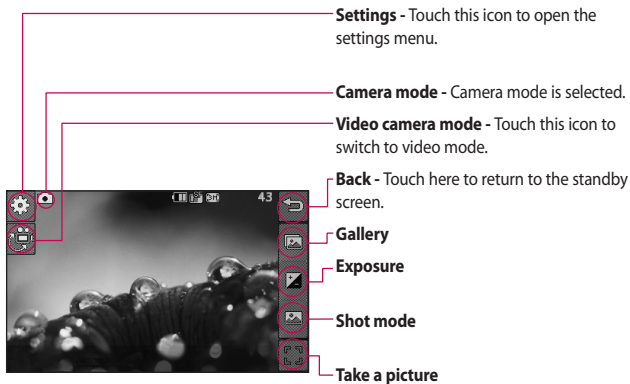 Settings - Touch this icon to open the
settings menu.
Camera mode - Camera mode is selected.
Video camera mode - Touch this icon to
switch to video mode.
Back - Touch here to return to the standby
screen.
43
Gallery
Exposure
Shot mode
Take a picture